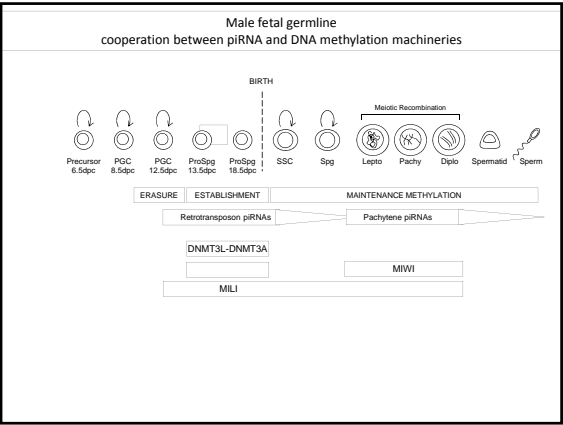 Male fetal germline
cooperation between piRNA and DNA methylation machineries
BIRTH
Meiotic Recombination
Precursor PGC PGC ProSpg ProSpg SSC Spg Lepto Pachy Diplo Spermatid Sperm
6.5dpc 8.5dpc 12.5dpc 13.5dpc 18.5dpc
ERASURE ESTABLISHMENT MAINTENANCE METHYLATION
Retrotransposon piRNAs Pachytene piRNAs
DNMT3L-DNMT3A
MIWI
MILI